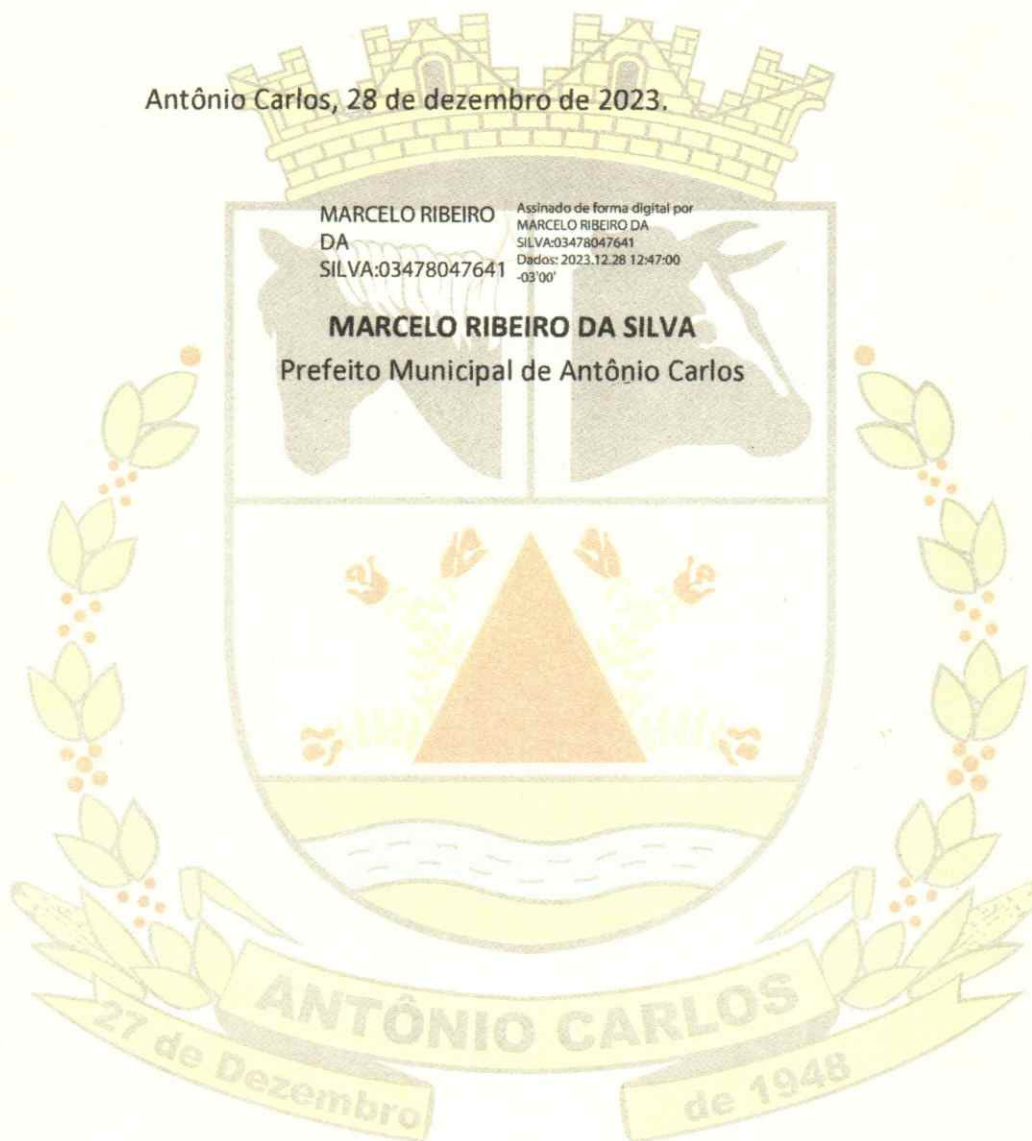 Antônio Carlos, 28 de dezembro de 2023.
MARCELO RIBEIRO
DA
SILVA:03478047641
Assinado de forma digital por
MARCELO RIBEIRO DA
SILVA:03478047641
Dados: 2023.12.28 12:47:00
-03'00'
MARCELO RIBEIRO DA SILVA
Prefeito Municipal de Antônio Carlos
ANTÔNIO CARLOS
27 de Dezembro
de 1948